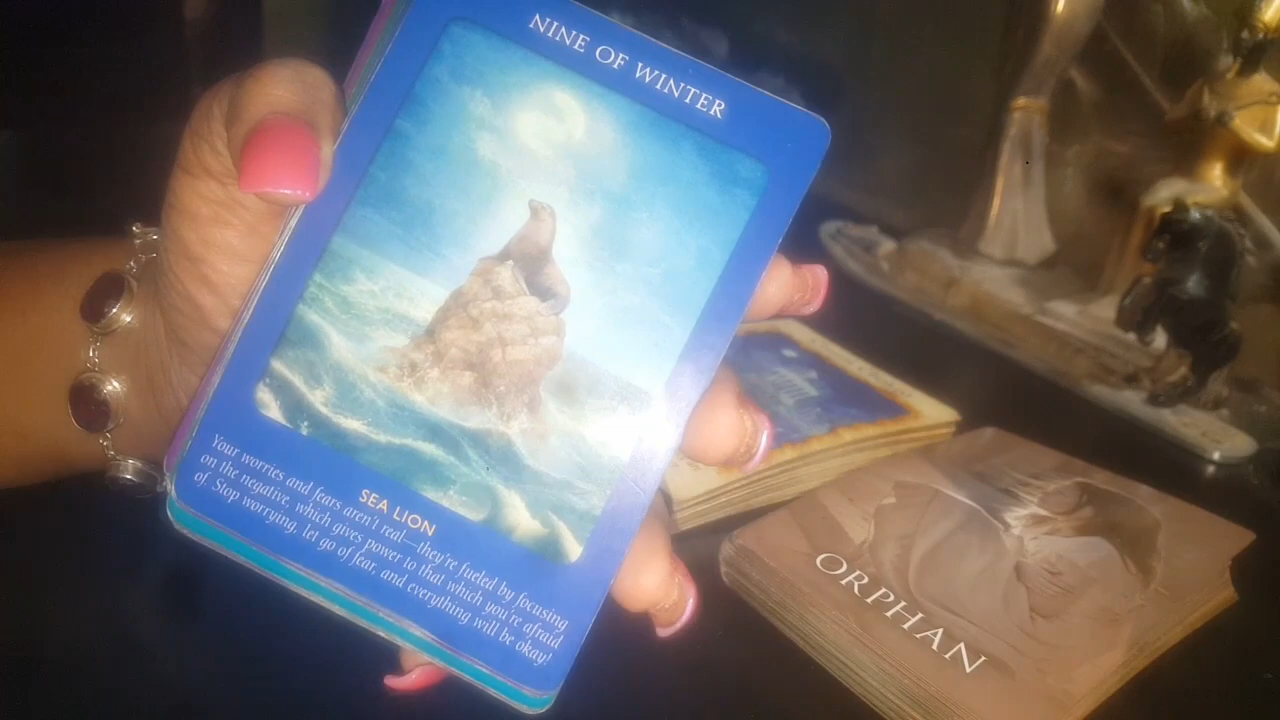 NINE OF WINTER
SEA LION
Your worries and fears aren't real—they're fueled by focusing
on the negative, which gives power to that which you're afraid
of. Stop worrying, let go of fear, and everything will be okay!
ORPHAN